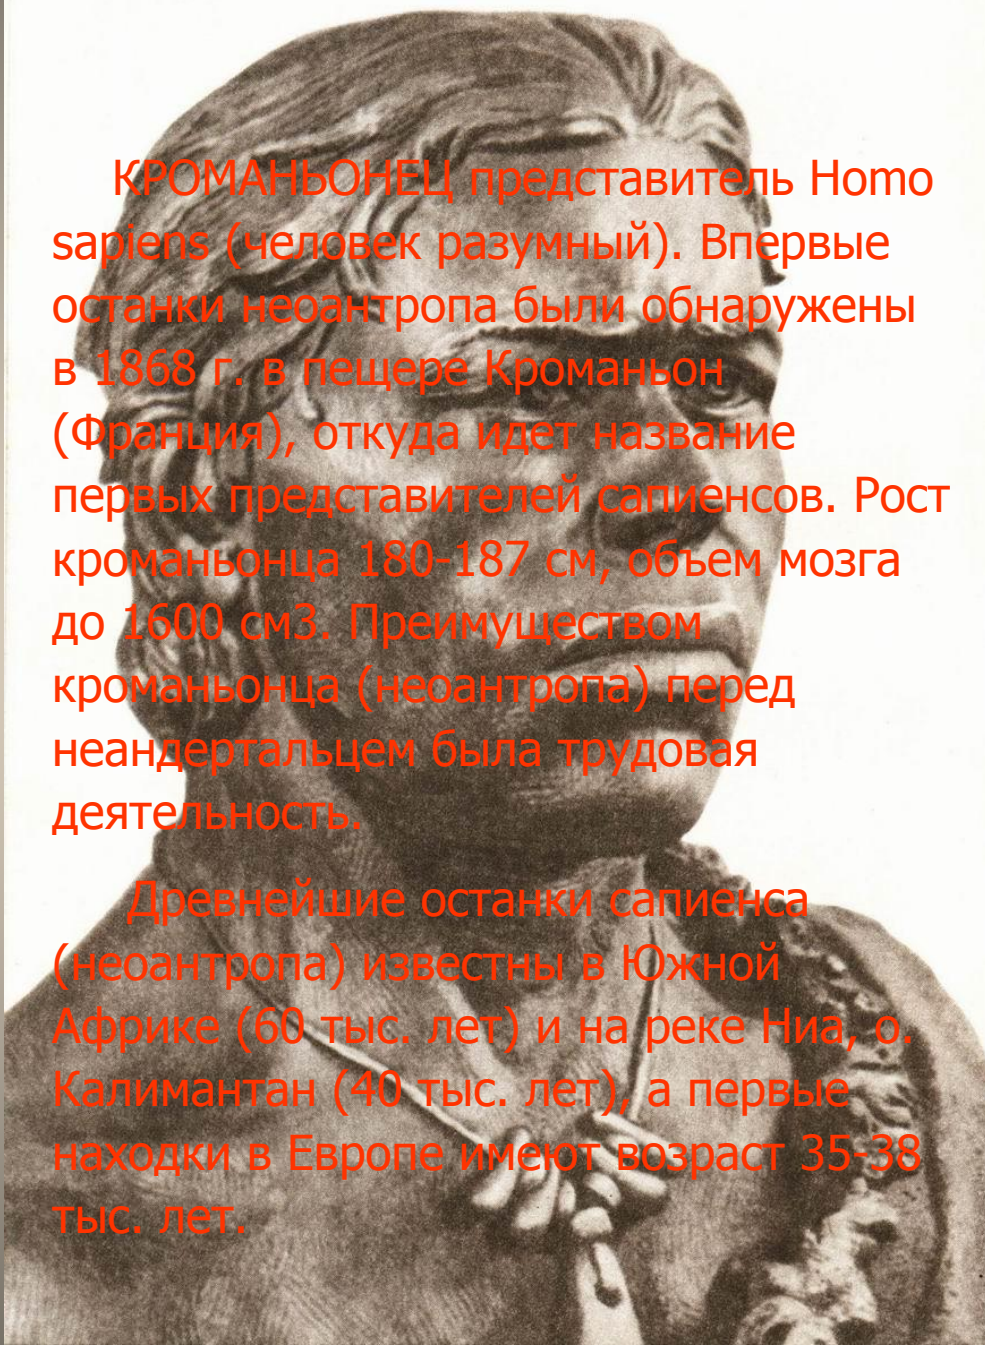 КРОМАНЬОНЕЦ представитель Homo
sapiens (человек разумный). Впервые
останки неоантропа были обнаружены
в 1868 г. в пещере Кроманьон
(Франция), откуда идет название
первых представителей сапиенсов. Рост
кроманьонца 180-187 см, объем мозга
до 1600 см3. Преимуществом
кроманьонца (неоантропа) перед
неандертальцем была трудовая
деятельность.
Древнейшие останки сапиенса
(неоантропа) известны в Южной
Африке (60 тыс. лет) и на реке Ниа, о.
Калимантан (40 тыс. лет), а первые
находки в Европе имеют возраст 35-38
тыс. лет.